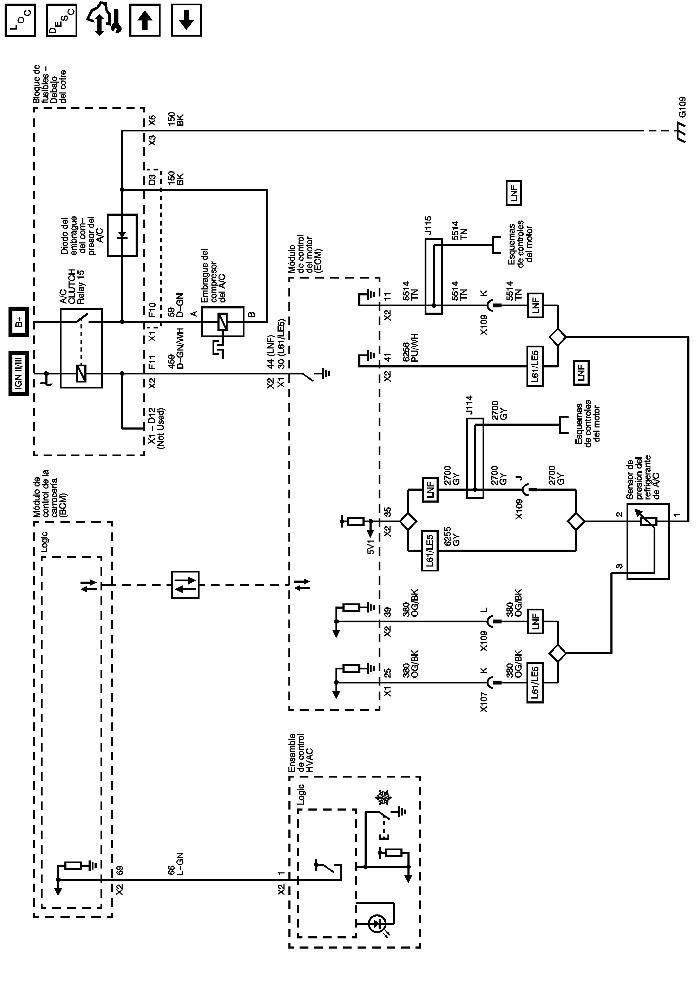 LOC
DESC
Bloque de
fusibles –
Debajo
del cofre
X5
150
BK
X3
G109
D3
150
BK
Diodo del
embrague
del com-
presor del
A/C
A/C
CLUTCH
Relay 15
B+
IGN II/III
F10
X1
59
D-GN
A
B
Embrague del
compresor
del A/C
F11
X2
459
D-GN/WH
44 (LNF)
30 (L61/LE5)
X2
X1
X1 – D12
(Not Used)
Módulo
de control
del motor
(ECM)
11
X2
5514
TN
J115
5514
TN
5514
TN
K
X109
5514
TN
LNF
LNF
Esquemas
de controles
del motor
41
X2
6256
PU/WH
L61/LE5
LNF
J114
2700
GY
Esquemas
de controles
del motor
LNF
2700
GY
2700
GY
J
X109
2700
GY
35
X2
5V1
L61/LE5
6255
GY
Sensor de
presión del
refrigerante
de A/C
2
1
3
Módulo de
control de la
carrocería
(BCM)
Logic
39
X2
380
OG/BK
L
X109
380
OG/BK
LNF
25
X1
380
OG/BK
K
X107
380
OG/BK
L61/LE5
Ensamble
de control
HVAC
Logic
69
X2
66
L-GN
1
X2